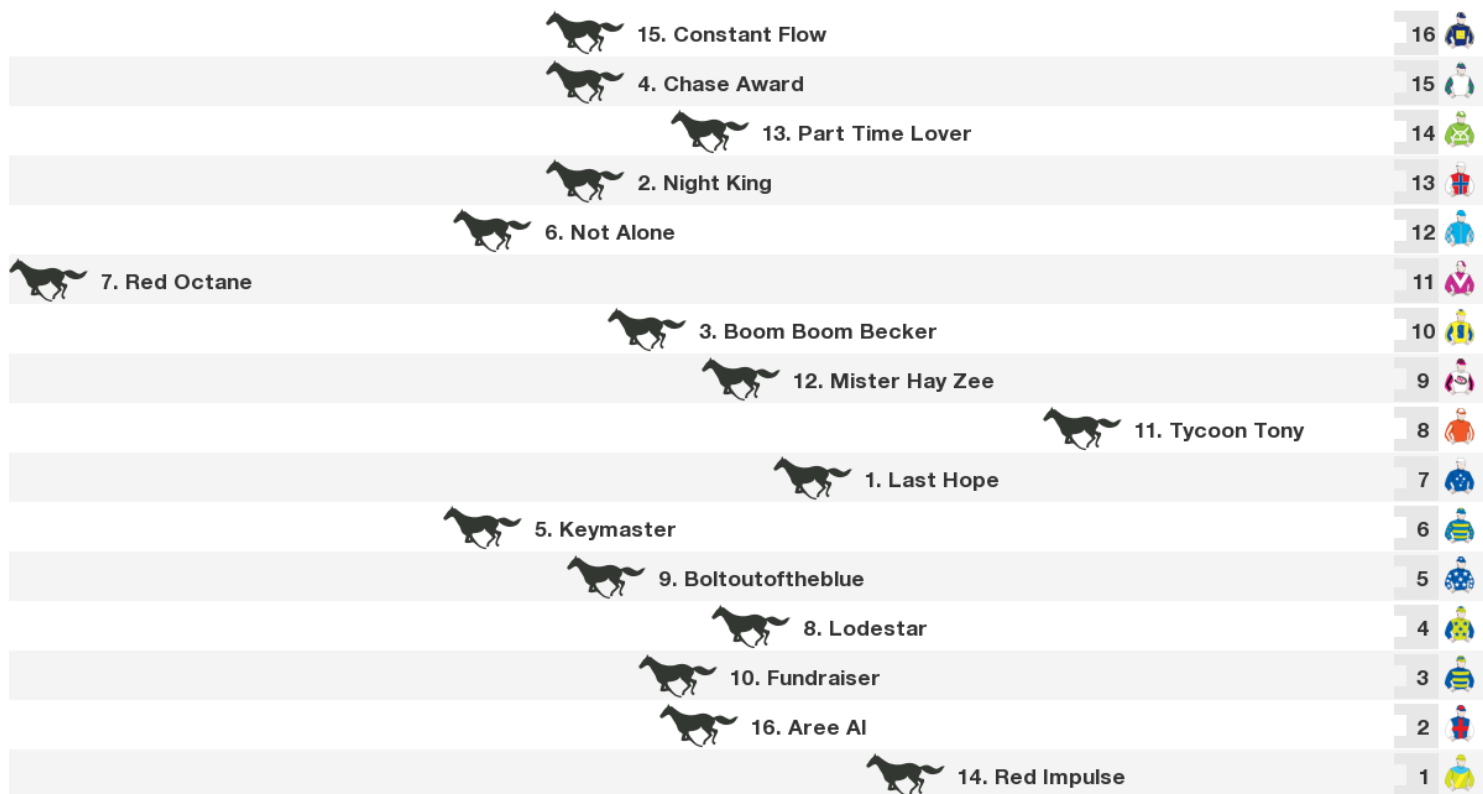 15. Constant Flow 16
4. Chase Award 15
13. Part Time Lover 14
2. Night King 13
6. Not Alone 12
7. Red Octane 11
3. Boom Boom Becker 10
12. Mister Hay Zee 9
11. Tycoon Tony 8
1. Last Hope 7
5. Keymaster 6
9. Boltoutoftheblue 5
8. Lodestar 4
10. Fundraiser 3
16. Aree Al 2
14. Red Impulse 1